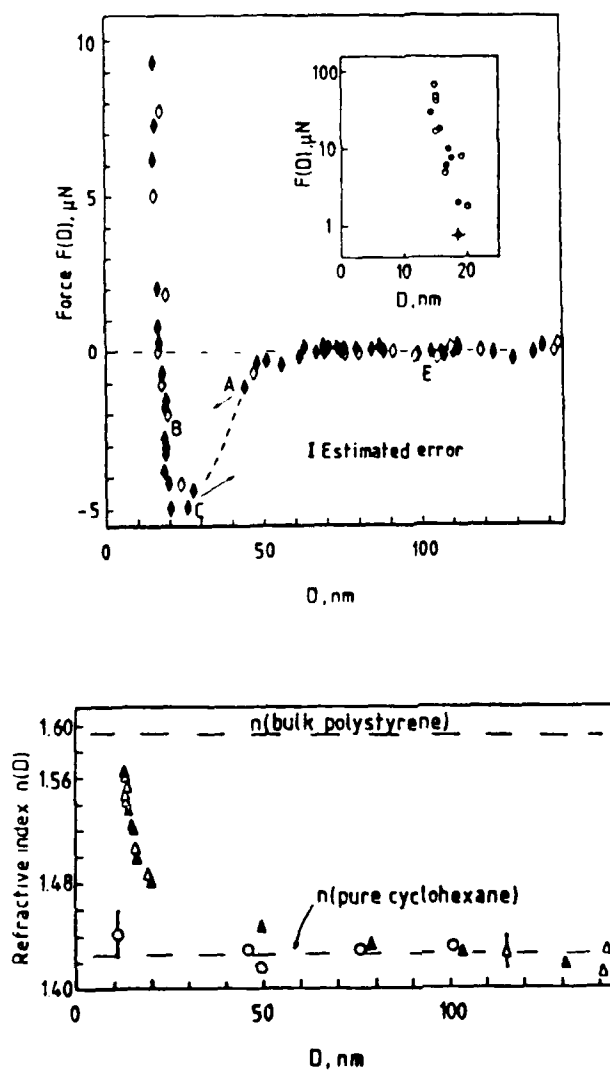 10
5
0
-5
Force F(D), μN
100
10
1
F(D), μN
0
10
20
D, nm
A
B
C
E
I Estimated error
0
50
100
D, nm
n(bulk polystyrene)
1.60
1.56
1.48
1.40
Refractive index n(D)
n(pure cyclohexane)
0
50
100
D, nm